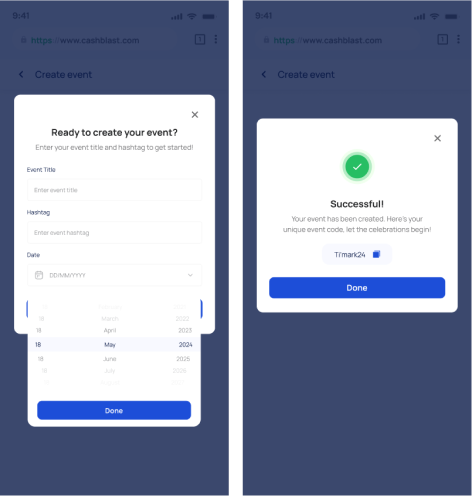 9:41
https://www.cashblast.com
1
Create event
Ready to create your event?
Enter your event title and hashtag to get started!
Event Title
Enter event title
Hashtag
Enter event hashtag
Date
DD/MM/YYYY
18 March 2022
18 April 2023
18 May 2024
18 June 2025
18 July 2026
Done
9:41
https://www.cashblast.com
1
Create event
Successful!
Your event has been created. Here's your
unique event code, let the celebrations begin!
T/mark24
Done